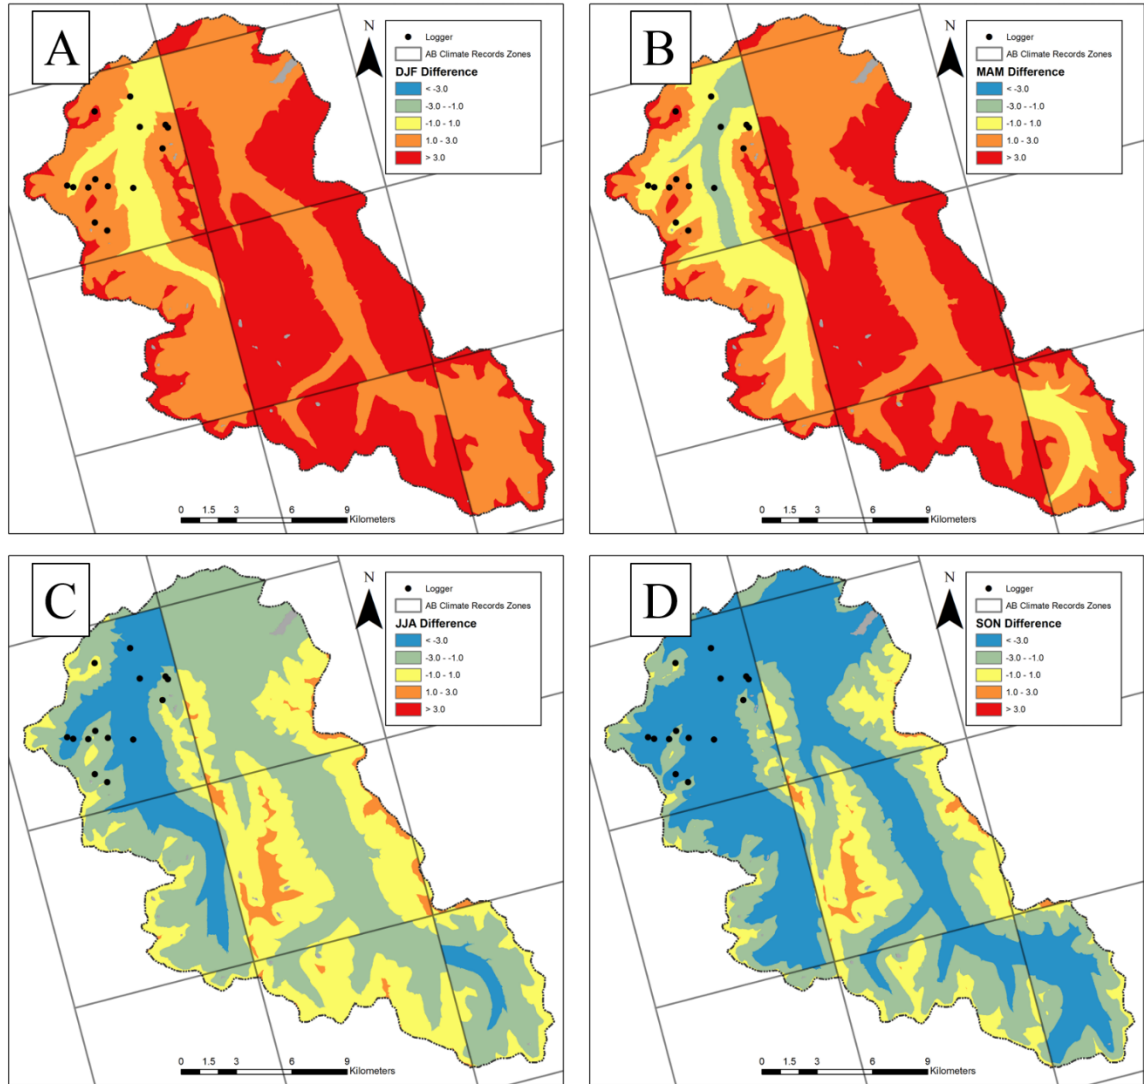 A
N
Logger
AB Climate Records Zones
DJF Difference
< -3.0
-3.0 - -1.0
-1.0 - 1.0
1.0 - 3.0
> 3.0
0 1.5 3 6 9
Kilometers
B
N
Logger
AB Climate Records Zones
MAM Difference
< -3.0
-3.0 - -1.0
-1.0 - 1.0
1.0 - 3.0
> 3.0
0 1.5 3 6 9
Kilometers
C
N
Logger
AB Climate Records Zones
JJA Difference
< -3.0
-3.0 - -1.0
-1.0 - 1.0
1.0 - 3.0
> 3.0
0 1.5 3 6 9
Kilometers
D
N
Logger
AB Climate Records Zones
SON Difference
< -3.0
-3.0 - -1.0
-1.0 - 1.0
1.0 - 3.0
> 3.0
0 1.5 3 6 9
Kilometers